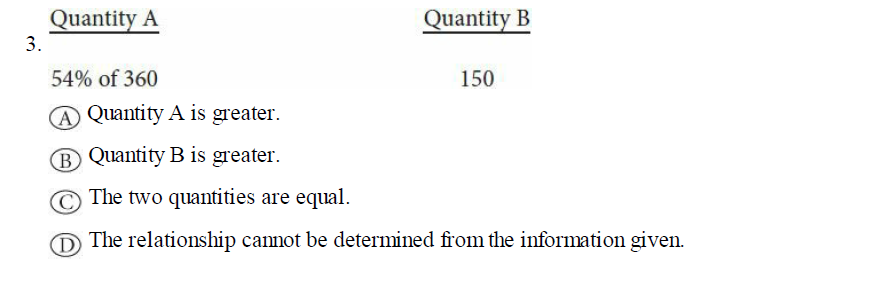 Quantity A Quantity B
3.
54% of 360 150
A Quantity A is greater.
B Quantity B is greater.
C The two quantities are equal.
D The relationship cannot be determined from the information given.